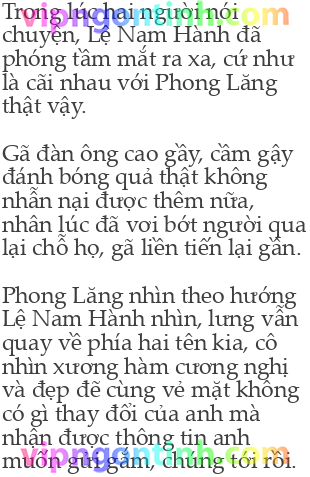 vipngontinh.com
Trong lúc hai người nói
chuyện, Lệ Nam Hành đã
phóng tầm mắt ra xa, cứ như
là cãi nhau với Phong Lăng
thật vậy.
Gã đàn ông cao gầy, cầm gậy
đánh bóng quả thật không
nhẫn nại được thêm nữa,
nhân lúc đã vơi bớt người qua
lại chỗ họ, gã liền tiến lại gần.
Phong Lăng nhìn theo hướng
Lệ Nam Hành nhìn, lưng vẫn
quay về phía hai tên kia, cô
nhìn xương hàm cương nghị
và đẹp đẽ cùng vẻ mặt không
có gì thay đổi của anh mà
nhận được thông tin anh
vipngontinh.com
muốn gửi gắm, chúng tới rồi.